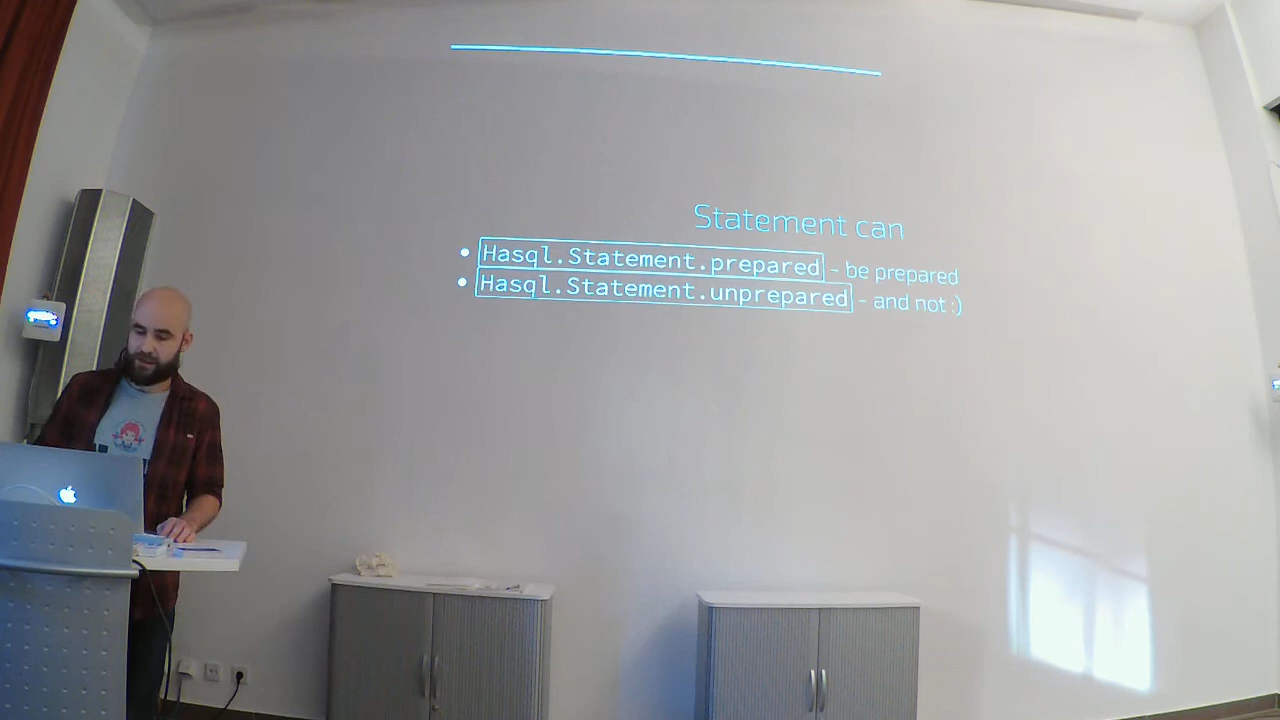 Statement can
• Hasql.Statement.prepared – be prepared
• Hasql.Statement.unprepared – and not :)